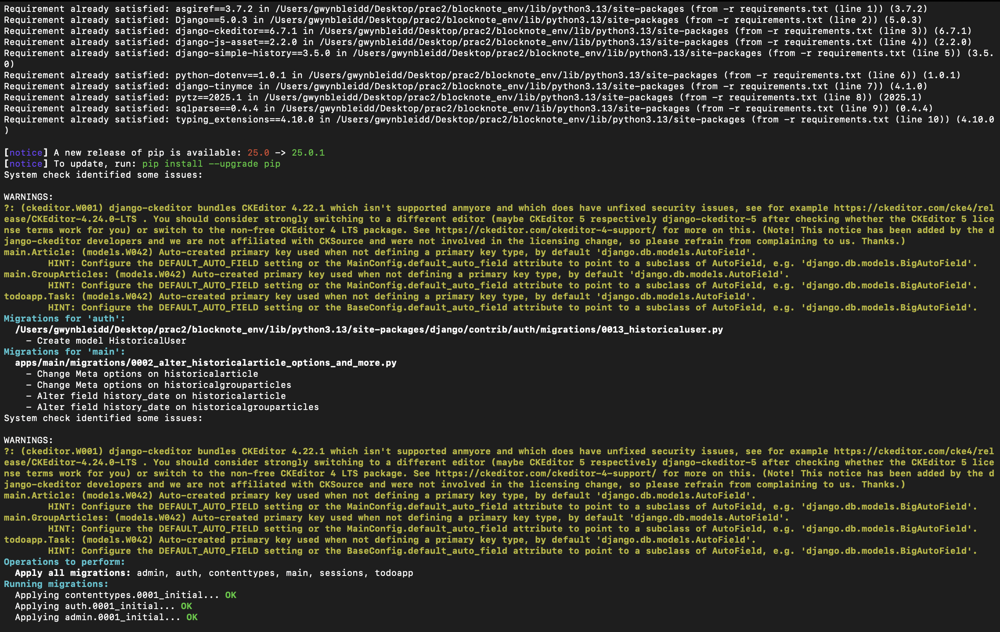 Requirement already satisfied: asgiref==3.7.2 in /Users/gwynbleidd/Desktop/prac2/blocknote_env/lib/python3.13/site-packages (from -r requirements.txt (line 1)) (3.7.2)
Requirement already satisfied: Django==5.0.3 in /Users/gwynbleidd/Desktop/prac2/blocknote_env/lib/python3.13/site-packages (from -r requirements.txt (line 2)) (5.0.3)
Requirement already satisfied: django-ckeditor==6.7.1 in /Users/gwynbleidd/Desktop/prac2/blocknote_env/lib/python3.13/site-packages (from -r requirements.txt (line 3)) (6.7.1)
Requirement already satisfied: django-js-asset==2.2.0 in /Users/gwynbleidd/Desktop/prac2/blocknote_env/lib/python3.13/site-packages (from -r requirements.txt (line 4)) (2.2.0)
Requirement already satisfied: django-simple-history==3.5.0 in /Users/gwynbleidd/Desktop/prac2/blocknote_env/lib/python3.13/site-packages (from -r requirements.txt (line 5)) (3.5.
0)
Requirement already satisfied: python-dotenv==1.0.1 in /Users/gwynbleidd/Desktop/prac2/blocknote_env/lib/python3.13/site-packages (from -r requirements.txt (line 6)) (1.0.1)
Requirement already satisfied: django-tinymce in /Users/gwynbleidd/Desktop/prac2/blocknote_env/lib/python3.13/site-packages (from -r requirements.txt (line 7)) (4.1.0)
Requirement already satisfied: pytz==2025.1 in /Users/gwynbleidd/Desktop/prac2/blocknote_env/lib/python3.13/site-packages (from -r requirements.txt (line 8)) (2025.1)
Requirement already satisfied: sqlparse==0.4.4 in /Users/gwynbleidd/Desktop/prac2/blocknote_env/lib/python3.13/site-packages (from -r requirements.txt (line 9)) (0.4.4)
Requirement already satisfied: typing_extensions==4.10.0 in /Users/gwynbleidd/Desktop/prac2/blocknote_env/lib/python3.13/site-packages (from -r requirements.txt (line 10)) (4.10.0
)
[notice] A new release of pip is available: 25.0 -> 25.0.1
[notice] To update, run: pip install --upgrade pip
System check identified some issues:
WARNINGS:
?: (ckeditor.W001) django-ckeditor bundles CKEditor 4.22.1 which isn't supported anmyore and which does have unfixed security issues, see for example https://ckeditor.com/cke4/rel
ease/CKEditor-4.24.0-LTS . You should consider strongly switching to a different editor (maybe CKEditor 5 respectively django-ckeditor-5 after checking whether the CKEditor 5 lice
nse terms work for you) or switch to the non-free CKEditor 4 LTS package. See https://ckeditor.com/ckeditor-4-support/ for more on this. (Note! This notice has been added by the d
jango-ckeditor developers and we are not affiliated with CKSource and were not involved in the licensing change, so please refrain from complaining to us. Thanks.)
main.Article: (models.W042) Auto-created primary key used when not defining a primary key type, by default 'django.db.models.AutoField'.
HINT: Configure the DEFAULT_AUTO_FIELD setting or the MainConfig.default_auto_field attribute to point to a subclass of AutoField, e.g. 'django.db.models.BigAutoField'.
main.GroupArticles: (models.W042) Auto-created primary key used when not defining a primary key type, by default 'django.db.models.AutoField'.
HINT: Configure the DEFAULT_AUTO_FIELD setting or the MainConfig.default_auto_field attribute to point to a subclass of AutoField, e.g. 'django.db.models.BigAutoField'.
todoapp.Task: (models.W042) Auto-created primary key used when not defining a primary key type, by default 'django.db.models.AutoField'.
HINT: Configure the DEFAULT_AUTO_FIELD setting or the BaseConfig.default_auto_field attribute to point to a subclass of AutoField, e.g. 'django.db.models.BigAutoField'.
Migrations for 'auth':
/Users/gwynbleidd/Desktop/prac2/blocknote_env/lib/python3.13/site-packages/django/contrib/auth/migrations/0013_historicaluser.py
- Create model HistoricalUser
Migrations for 'main':
apps/main/migrations/0002_alter_historicalarticle_options_and_more.py
- Change Meta options on historicalarticle
- Change Meta options on historicalgrouparticles
- Alter field history_date on historicalarticle
- Alter field history_date on historicalgrouparticles
System check identified some issues:
WARNINGS:
?: (ckeditor.W001) django-ckeditor bundles CKEditor 4.22.1 which isn't supported anmyore and which does have unfixed security issues, see for example https://ckeditor.com/cke4/rel
ease/CKEditor-4.24.0-LTS . You should consider strongly switching to a different editor (maybe CKEditor 5 respectively django-ckeditor-5 after checking whether the CKEditor 5 lice
nse terms work for you) or switch to the non-free CKEditor 4 LTS package. See https://ckeditor.com/ckeditor-4-support/ for more on this. (Note! This notice has been added by the d
jango-ckeditor developers and we are not affiliated with CKSource and were not involved in the licensing change, so please refrain from complaining to us. Thanks.)
main.Article: (models.W042) Auto-created primary key used when not defining a primary key type, by default 'django.db.models.AutoField'.
HINT: Configure the DEFAULT_AUTO_FIELD setting or the MainConfig.default_auto_field attribute to point to a subclass of AutoField, e.g. 'django.db.models.BigAutoField'.
main.GroupArticles: (models.W042) Auto-created primary key used when not defining a primary key type, by default 'django.db.models.AutoField'.
HINT: Configure the DEFAULT_AUTO_FIELD setting or the MainConfig.default_auto_field attribute to point to a subclass of AutoField, e.g. 'django.db.models.BigAutoField'.
todoapp.Task: (models.W042) Auto-created primary key used when not defining a primary key type, by default 'django.db.models.AutoField'.
HINT: Configure the DEFAULT_AUTO_FIELD setting or the BaseConfig.default_auto_field attribute to point to a subclass of AutoField, e.g. 'django.db.models.BigAutoField'.
Operations to perform:
Apply all migrations: admin, auth, contenttypes, main, sessions, todoapp
Running migrations:
Applying contenttypes.0001_initial... OK
Applying auth.0001_initial... OK
Applying admin.0001_initial... OK